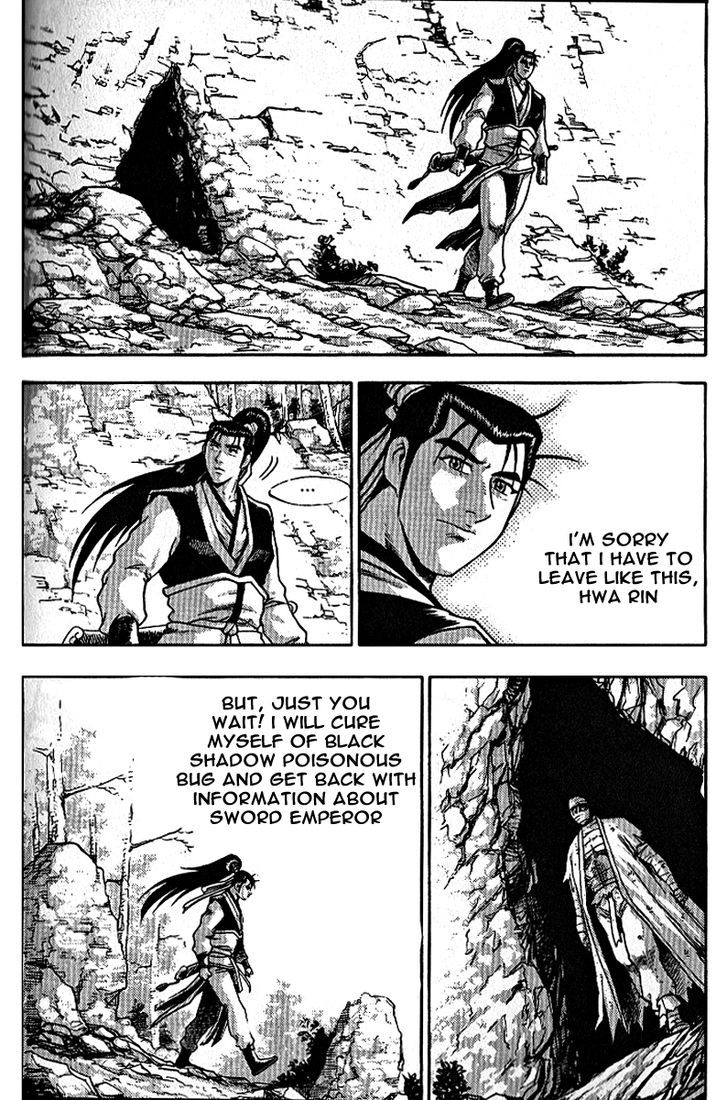 ...
I'M SORRY
THAT I HAVE TO
LEAVE LIKE THIS,
HWA RIN
BUT, JUST YOU
WAIT! I WILL CURE
MYSELF OF BLACK
SHADOW POISONOUS
BUG AND GET BACK WITH
INFORMATION ABOUT
SWORD EMPEROR